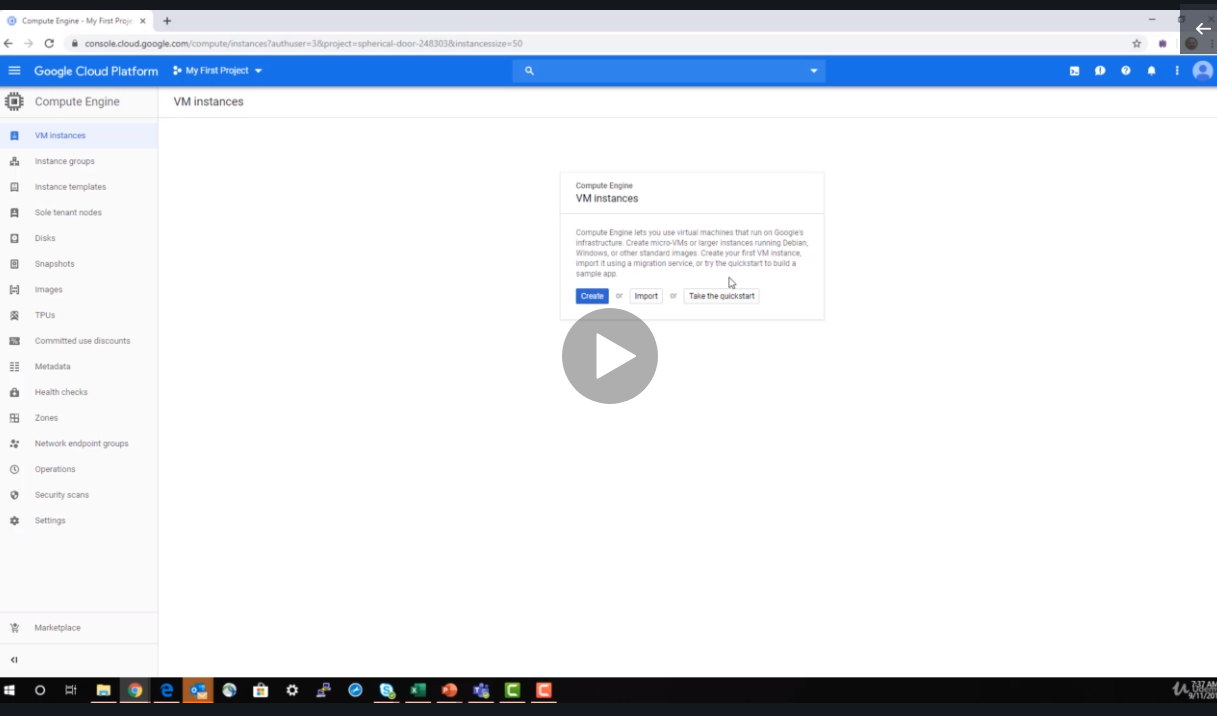 Compute Engine - My First Proje
console.cloud.google.com/compute/instances?authuser=3&project=spherical-door-248303&instancessize=50
Google Cloud Platform
My First Project
Compute Engine
VM instances
VM instances
Instance groups
Instance templates
Sole tenant nodes
Disks
Snapshots
Images
TPUs
Committed use discounts
Metadata
Health checks
Zones
Network endpoint groups
Operations
Security scans
Settings
Marketplace
Compute Engine
VM instances
Compute Engine lets you use virtual machines that run on Google's
infrastructure. Create micro-VMs or larger instances running Debian,
Windows, or other standard images. Create your first VM instance,
import it using a migration service, or try the quickstart to build a
sample app.
Create or Import or Take the quickstart
7:37 AM
9/11/201